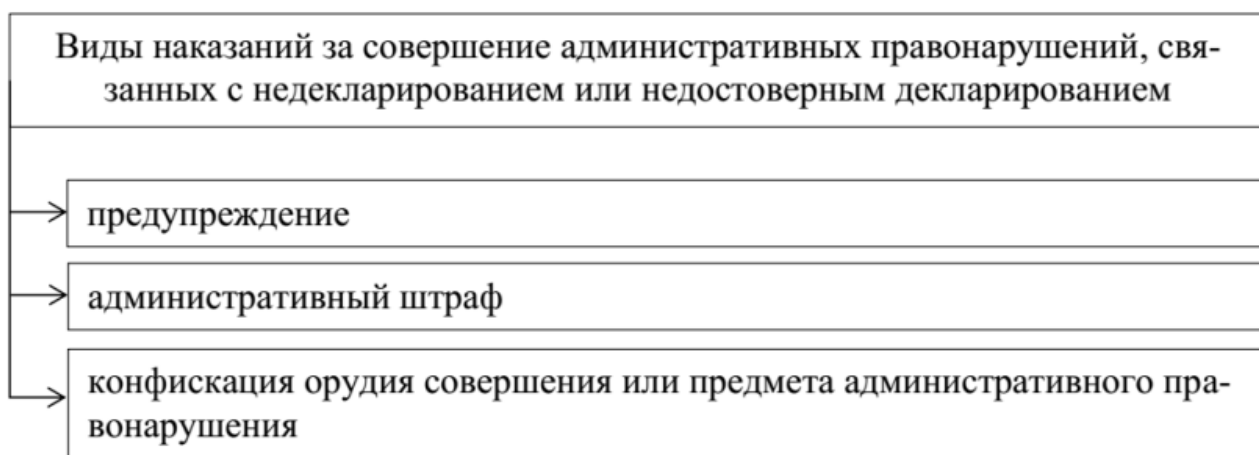 Виды наказаний за совершение административных правонарушений, свя-
занных с недекларированием или недостоверным декларированием
предупреждение
административный штраф
конфискация орудия совершения или предмета административного пра-
вонарушения